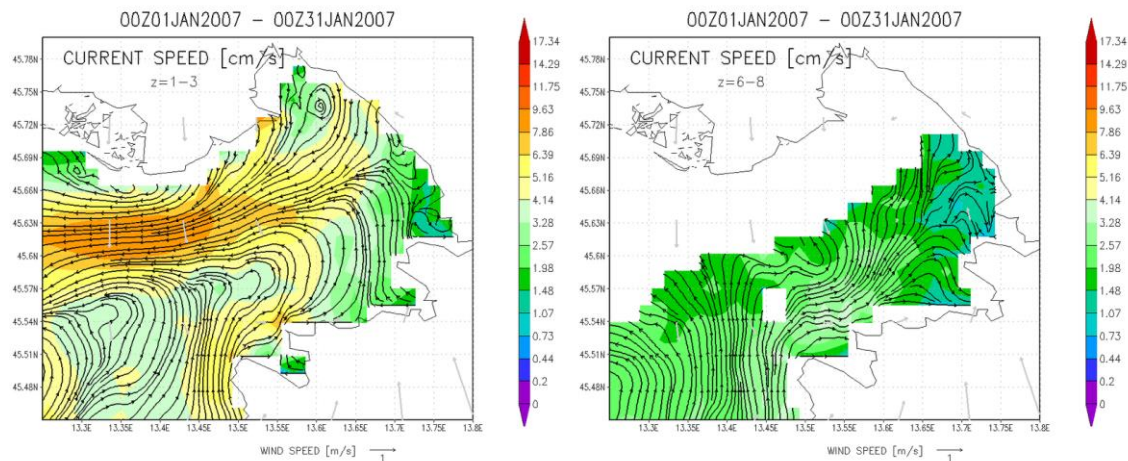 00Z01JAN2007 – 00Z31JAN2007
CURRENT SPEED [cm/s]
z=1–3
45.78N
45.75N
45.72N
45.69N
45.66N
45.63N
45.6N
45.57N
45.54N
45.51N
45.48N
13.3E 13.35E 13.4E 13.45E 13.5E 13.55E 13.6E 13.65E 13.7E 13.75E 13.8E
WIND SPEED [m/s]
1
17.34
14.29
11.75
9.63
7.86
6.39
5.16
4.14
3.28
2.57
1.98
1.48
1.07
0.73
0.44
0.2
0
00Z01JAN2007 – 00Z31JAN2007
CURRENT SPEED [cm/s]
z=6–8
45.78N
45.75N
45.72N
45.69N
45.66N
45.63N
45.6N
45.57N
45.54N
45.51N
45.48N
13.3E 13.35E 13.4E 13.45E 13.5E 13.55E 13.6E 13.65E 13.7E 13.75E 13.8E
WIND SPEED [m/s]
1
17.34
14.29
11.75
9.63
7.86
6.39
5.16
4.14
3.28
2.57
1.98
1.48
1.07
0.73
0.44
0.2
0